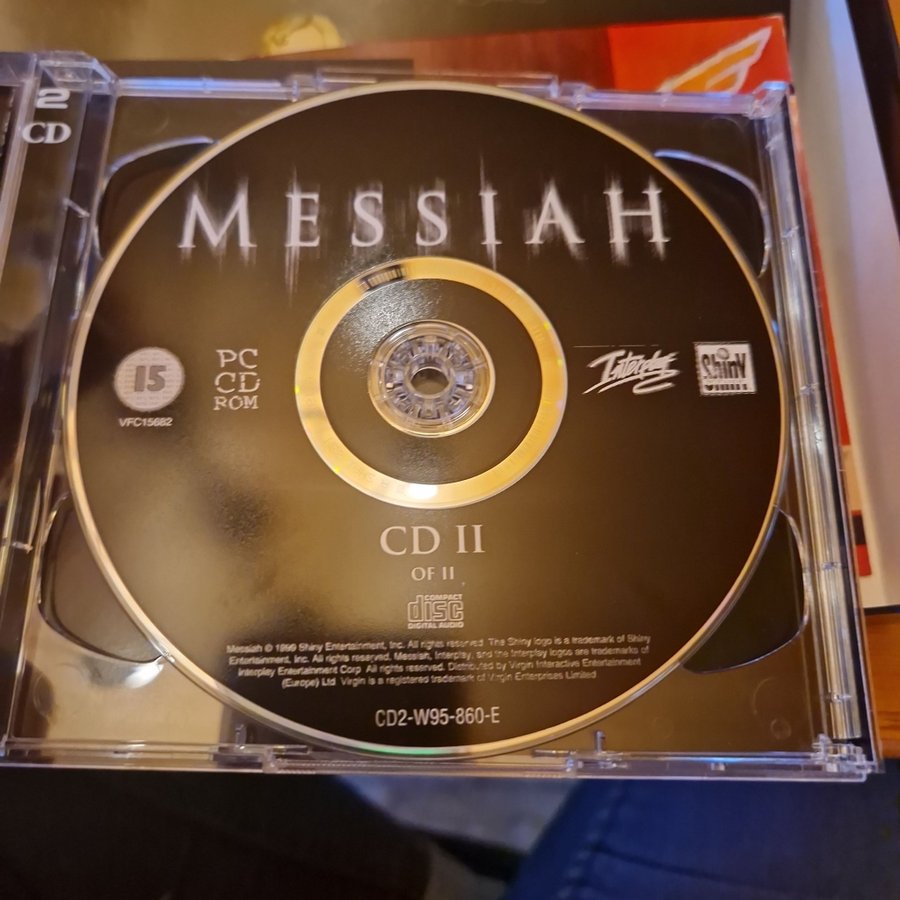 2
CD
MESSIAH
15
VFC15682
PC
CD
ROM
Interplay
Shiny
CD II
OF II
COMPACT
disc
DIGITAL AUDIO
Messiah © 1999 Shiny Entertainment, Inc. All rights reserved. The Shiny logo is a trademark of Shiny
Entertainment, Inc. All rights reserved. Messiah, Interplay, and the Interplay logos are trademarks of
Interplay Entertainment Corp. All rights reserved. Distributed by Virgin Interactive Entertainment
(Europe) Ltd Virgin is a registered trademark of Virgin Enterprises Limited
CD2-W95-860-E